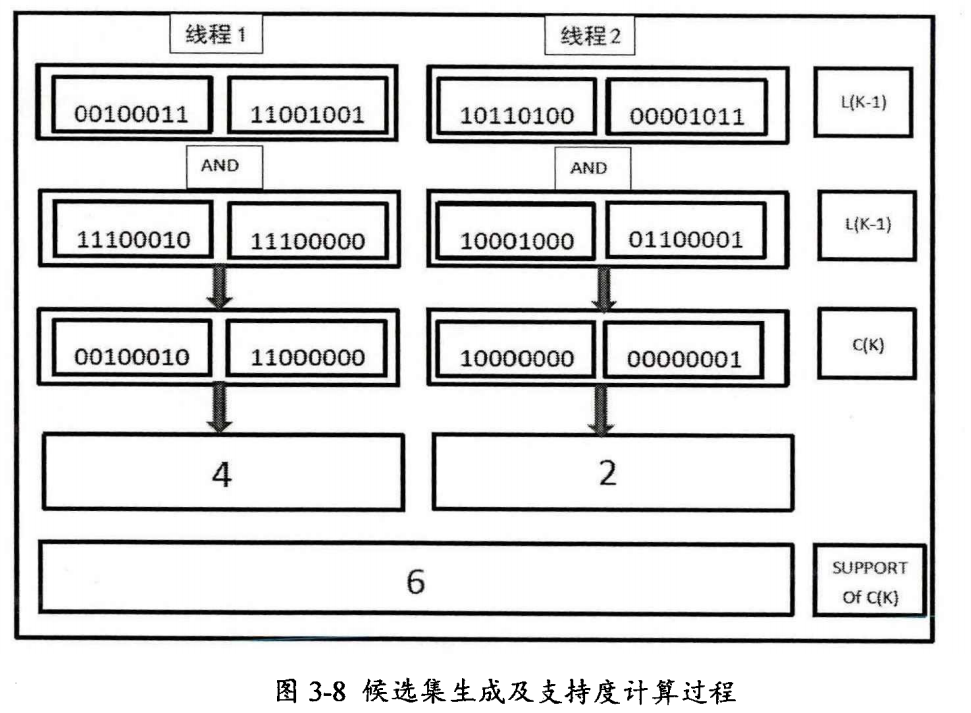 线程1 线程2
00100011 11001001 10110100 00001011 L(K-1)
AND AND
11100010 11100000 10001000 01100001 L(K-1)
00100010 11000000 10000000 00000001 C(K)
4 2
6 SUPPORT
Of C(K)
图 3-8 候选集生成及支持度计算过程